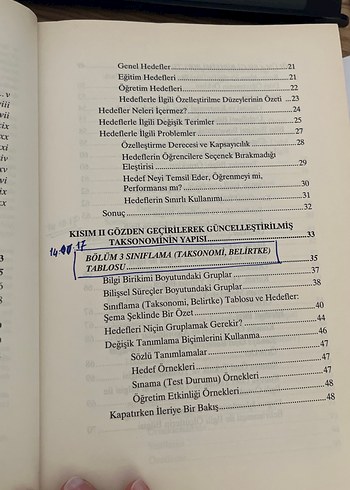 Genel Hedefler 21
Eğitim Hedefleri 21
Öğretim Hedefleri 22
Hedeflerle İlgili Özelleştirilme Düzeylerinin Özeti ...23
Hedefler Neleri İçermez? 24
Hedeflerle İlgili Değişik Terimler 25
Hedeflerle İlgili Problemler 27
Özelleştirme Derecesi ve Kapsayıcılık 28
Hedeflerin Öğrencilere Seçenek Bırakmadığı
Eleştirisi 29
Hedef Neyi Temsil Eder, Öğrenmeyi mi,
Performansı mı? 30
Hedeflerin Sınırlı Kullanımı 31
Sonuç 32
KISIM II GÖZDEN GEÇİRİLEREK GÜNCELLEŞTİRİLMİŞ
TAKSONOMİNİN YAPISI 33
BÖLÜM 3 SINIFLAMA (TAKSONOMİ, BELİRTKE)
TABLOSU 35
Bilgi Birikimi Boyutundaki Gruplar 37
Bilişsel Süreçler Boyutundaki Gruplar 38
Sınıflama (Taksonomi, Belirtke) Tablosu ve Hedefler:
Şema Şeklinde Bir Özet 40
Hedefleri Niçin Gruplamak Gerekir? 44
Değişik Tanımlama Biçimlerini Kullanma 46
Sözlü Tanımlamalar 47
Hedef Örnekleri 47
Sınama (Test Durumu) Örnekleri 47
Öğretim Etkinliği Örnekleri 48
Kapatırken İleriye Bir Bakış 48